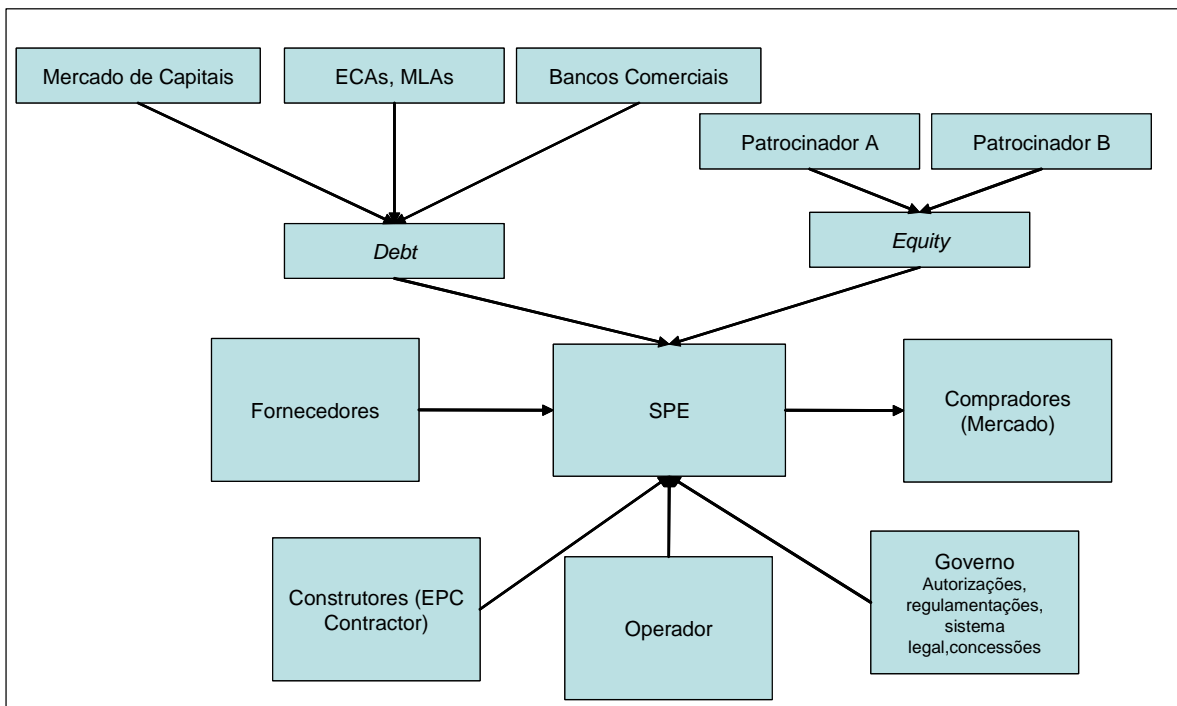 Mercado de Capitais
ECAs, MLAs
Bancos Comerciais
Patrocinador A
Patrocinador B
Debt
Equity
Fornecedores
SPE
Compradores
(Mercado)
Construtores (EPC
Contractor)
Operador
Governo
Autorizações,
regulamentações,
sistema
legal,concessões